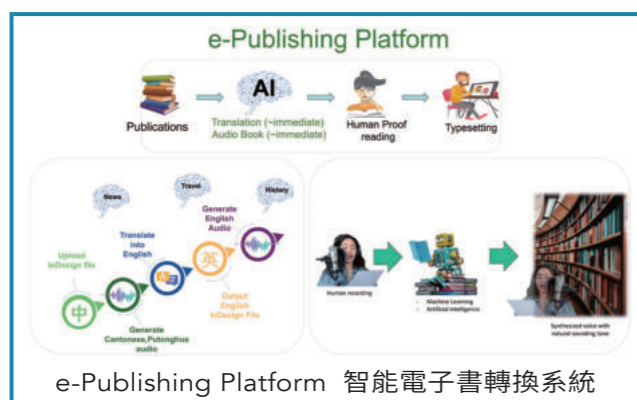 e-Publishing Platform
AI
Publications
Translation (~immediate)
Audio Book (~immediate)
Human Proof
reading
Typesetting
News
Travel
History
Upload
InDesign file
中
Generate
Cantonese,Putonghua
audio
Translate
into
English
英
Output
English
InDesign File
Generate
English
Audio
Human recording
- Machine Learning
- Artificial Intelligence
Synthesized voice with
natural sounding tone
e-Publishing Platform 智能電子書轉換系統